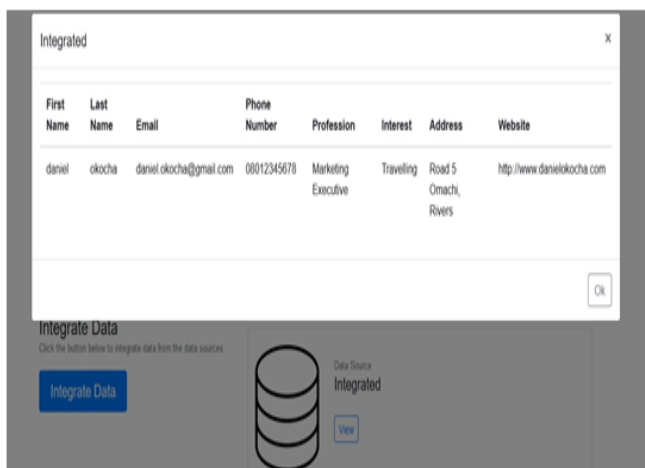 Integrated x
First Name Last Name Email Phone Number Profession Interest Address Website
daniel okocha daniel.okocha@gmail.com 08012345678 Marketing Executive Travelling Road 5 Omachi, Rivers http://www.danielokocha.com
Ok
Integrate Data
Click the button below to integrate data from the data sources
Integrate Data
Data Source
Integrated
View